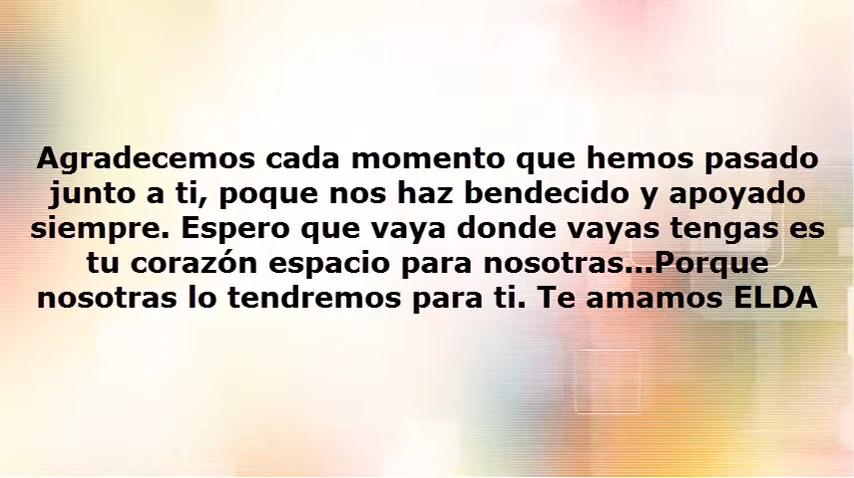 Agradecemos cada momento que hemos pasado
junto a ti, poque nos haz bendecido y apoyado
siempre. Espero que vaya donde vayas tengas es
tu corazón espacio para nosotras...Porque
nosotras lo tendremos para ti. Te amamos ELDA